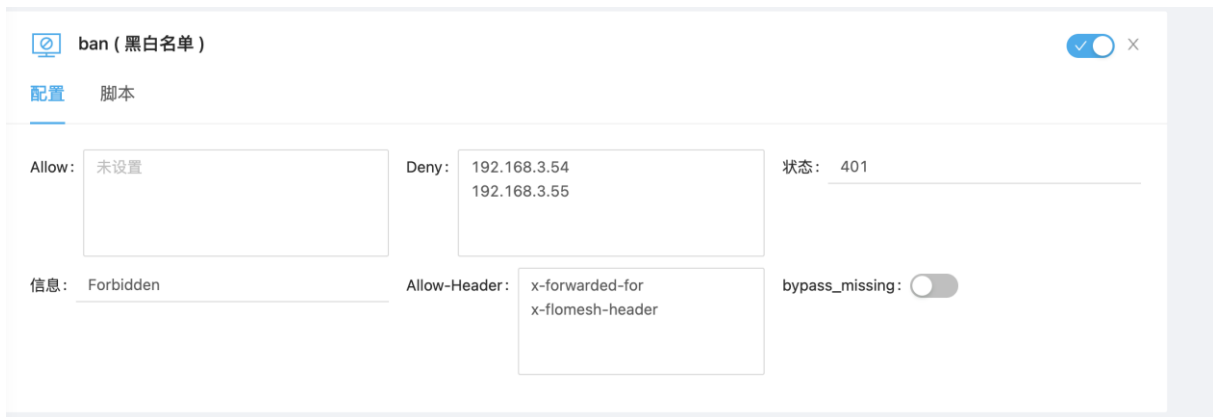 ban ( 黑白名单 )
配置 脚本
Allow: 未设置
Deny: 192.168.3.54
192.168.3.55
状态: 401
信息: Forbidden
Allow-Header: x-forwarded-for
x-flomesh-header
bypass_missing: